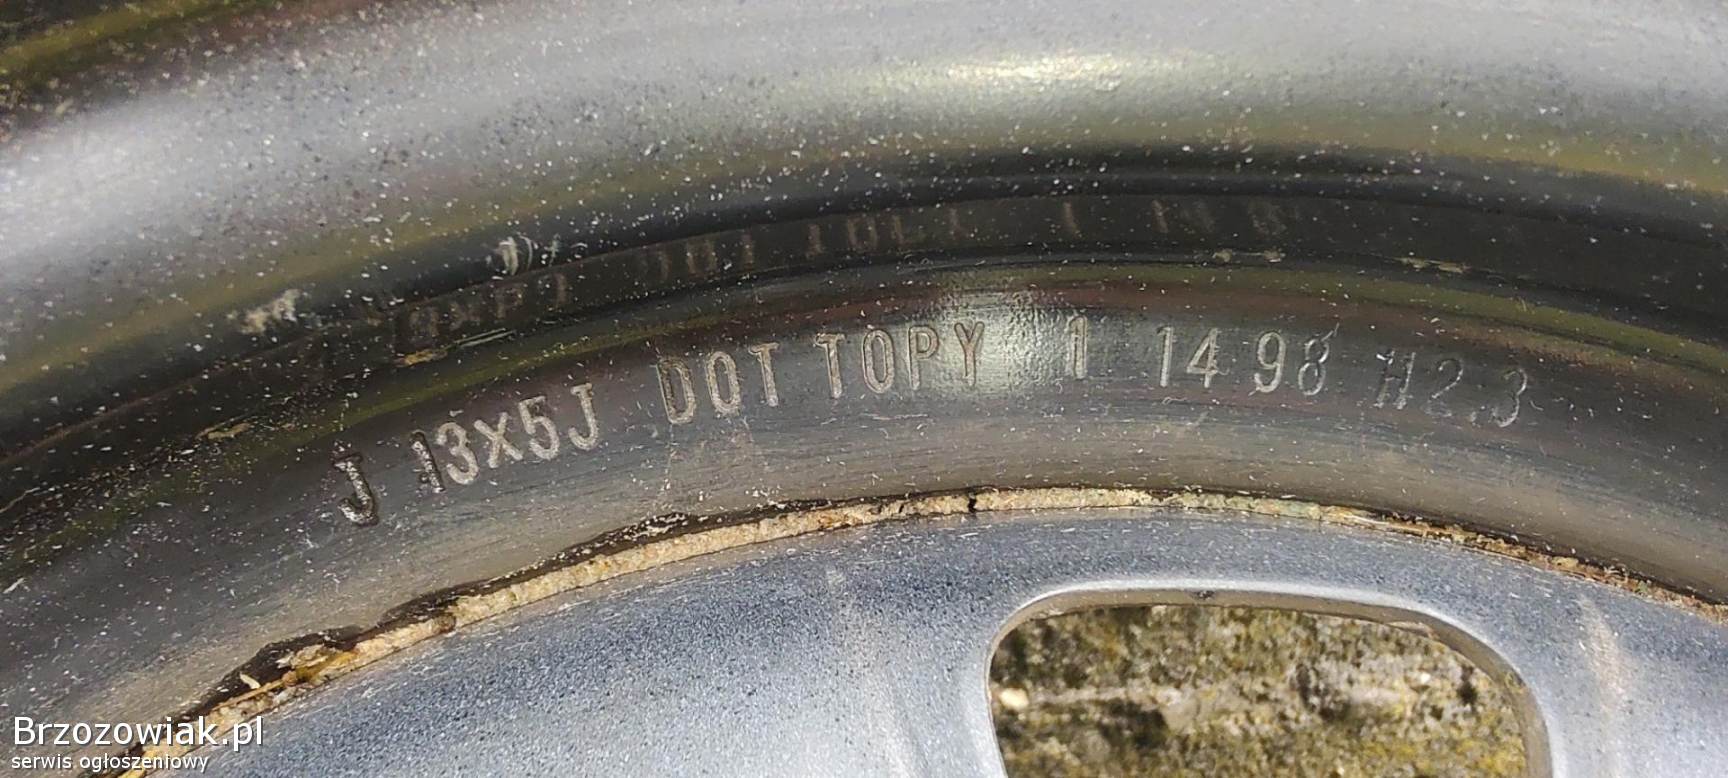 J 13x5J DOT TOPY 1 14 98 H2.3
Brzozowiak.pl
serwis ogłoszeniowy